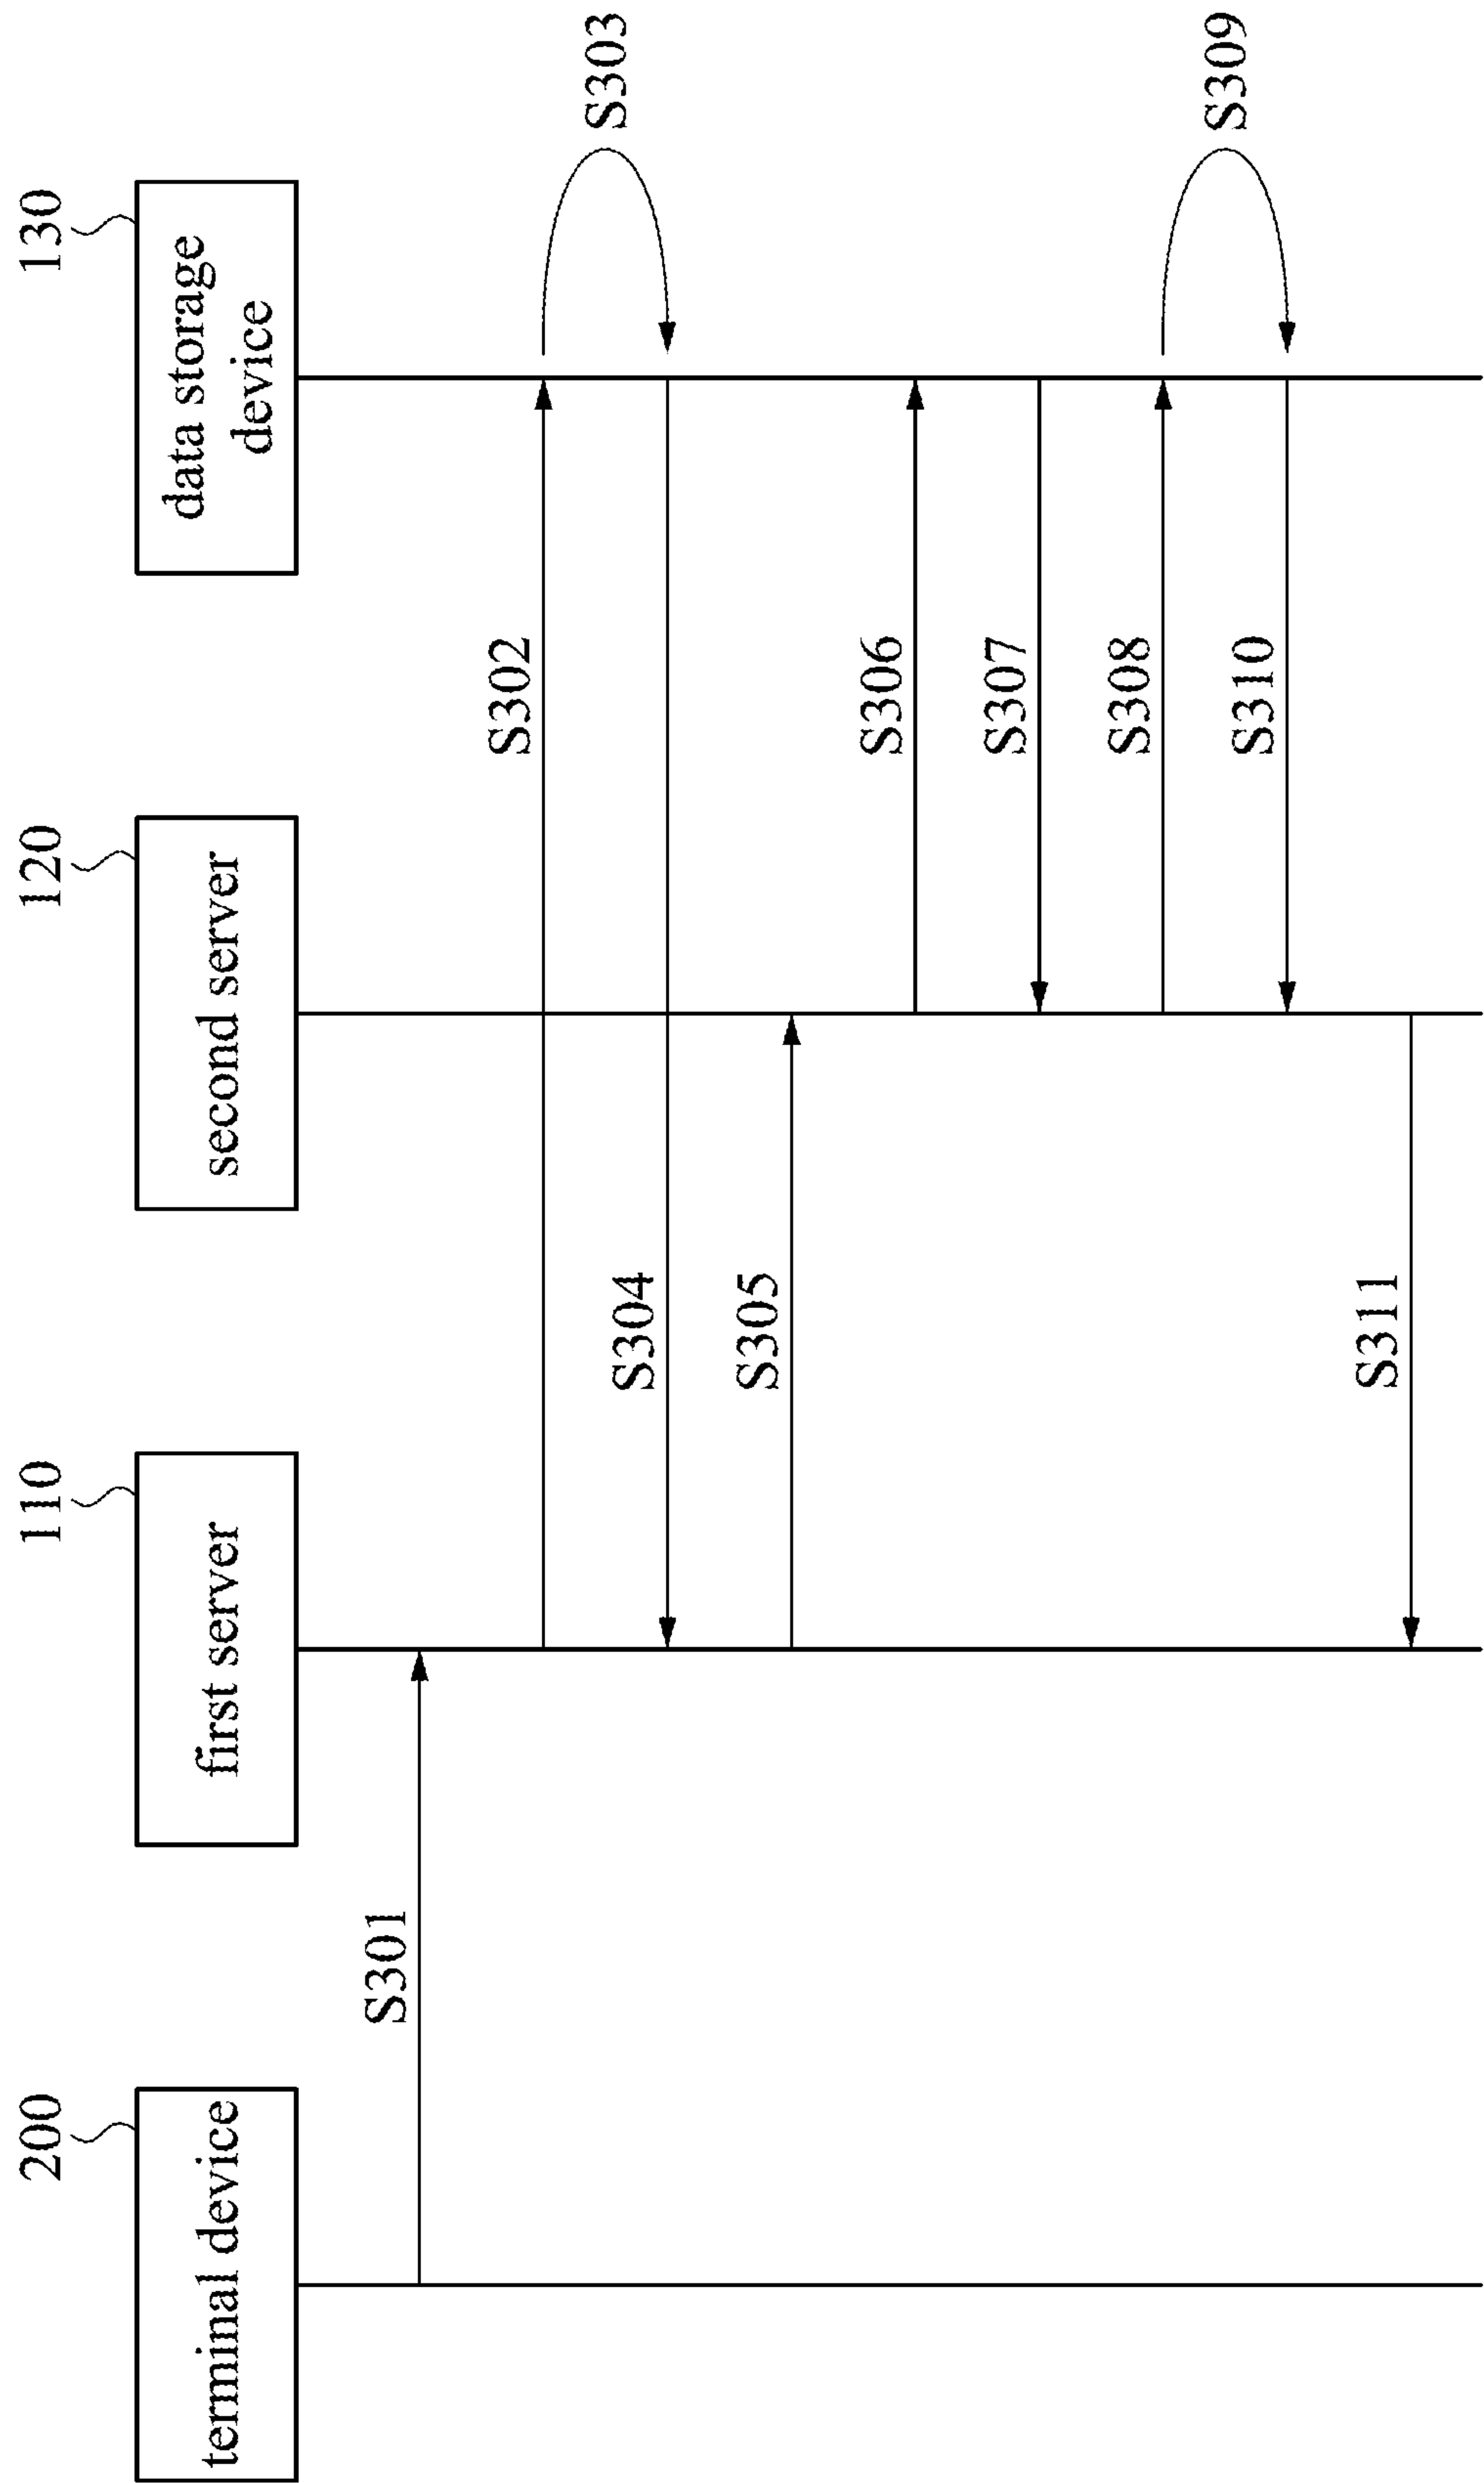 200
110
120
130
terminal device
first server
second server
data storage
device
S301
S302
S303
S304
S305
S306
S307
S308
S309
S310
S311